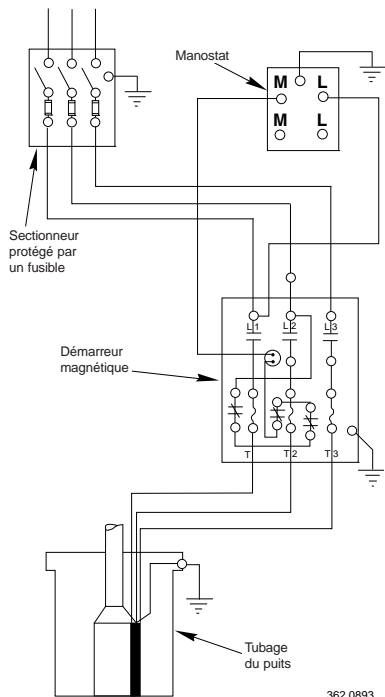 Manostat
M L
M L
Sectionneur
protégé par
un fusible
L1 L2 L3
Démarreur
magnétique
T T2 T3
Tubage
du puits
362 0893